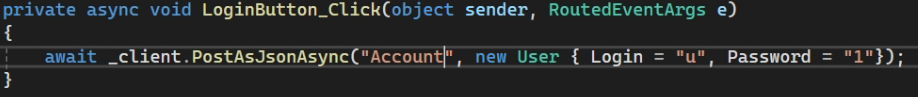 private async void LoginButton_Click(object sender, RoutedEventArgs e)
{
await _client.PostAsJsonAsync("Account", new User { Login = "u", Password = "1"});
}